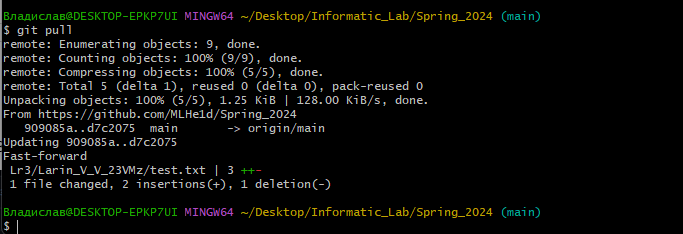 Владислав@DESKTOP-EPKP7UI MINGW64 ~/Desktop/Informatic_Lab/Spring_2024 (main)
$ git pull
remote: Enumerating objects: 9, done.
remote: Counting objects: 100% (9/9), done.
remote: Compressing objects: 100% (5/5), done.
remote: Total 5 (delta 1), reused 0 (delta 0), pack-reused 0
Unpacking objects: 100% (5/5), 1.25 KiB | 128.00 KiB/s, done.
From https://github.com/MLHe1d/Spring_2024
   909085a..d7c2075  main       -> origin/main
Updating 909085a..d7c2075
Fast-forward
 Lr3/Larin_V_V_23VMz/test.txt | 3 ++-
 1 file changed, 2 insertions(+), 1 deletion(-)
Владислав@DESKTOP-EPKP7UI MINGW64 ~/Desktop/Informatic_Lab/Spring_2024 (main)
$